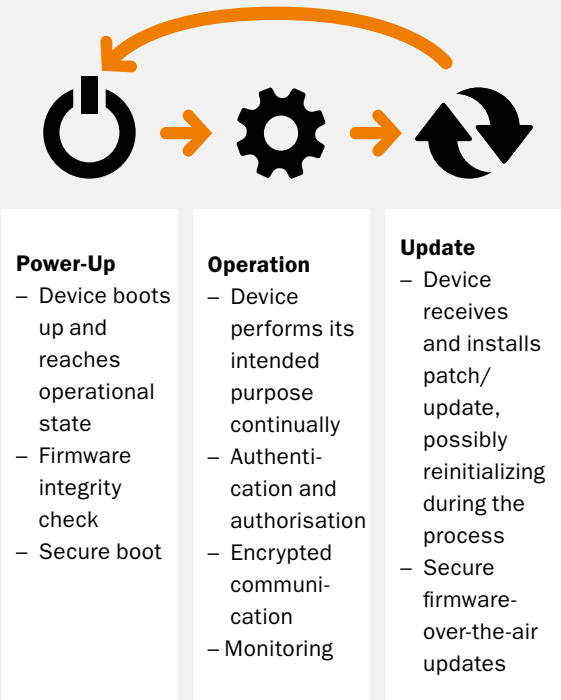 Power-Up
– Device boots
up and
reaches
operational
state
– Firmware
integrity
check
– Secure boot
Operation
– Device
performs its
intended
purpose
continually
– Authenti-
cation and
authorisation
– Encrypted
communi-
cation
– Monitoring
Update
– Device
receives
and installs
patch/
update,
possibly
reinitializing
during the
process
– Secure
firmware-
over-the-air
updates